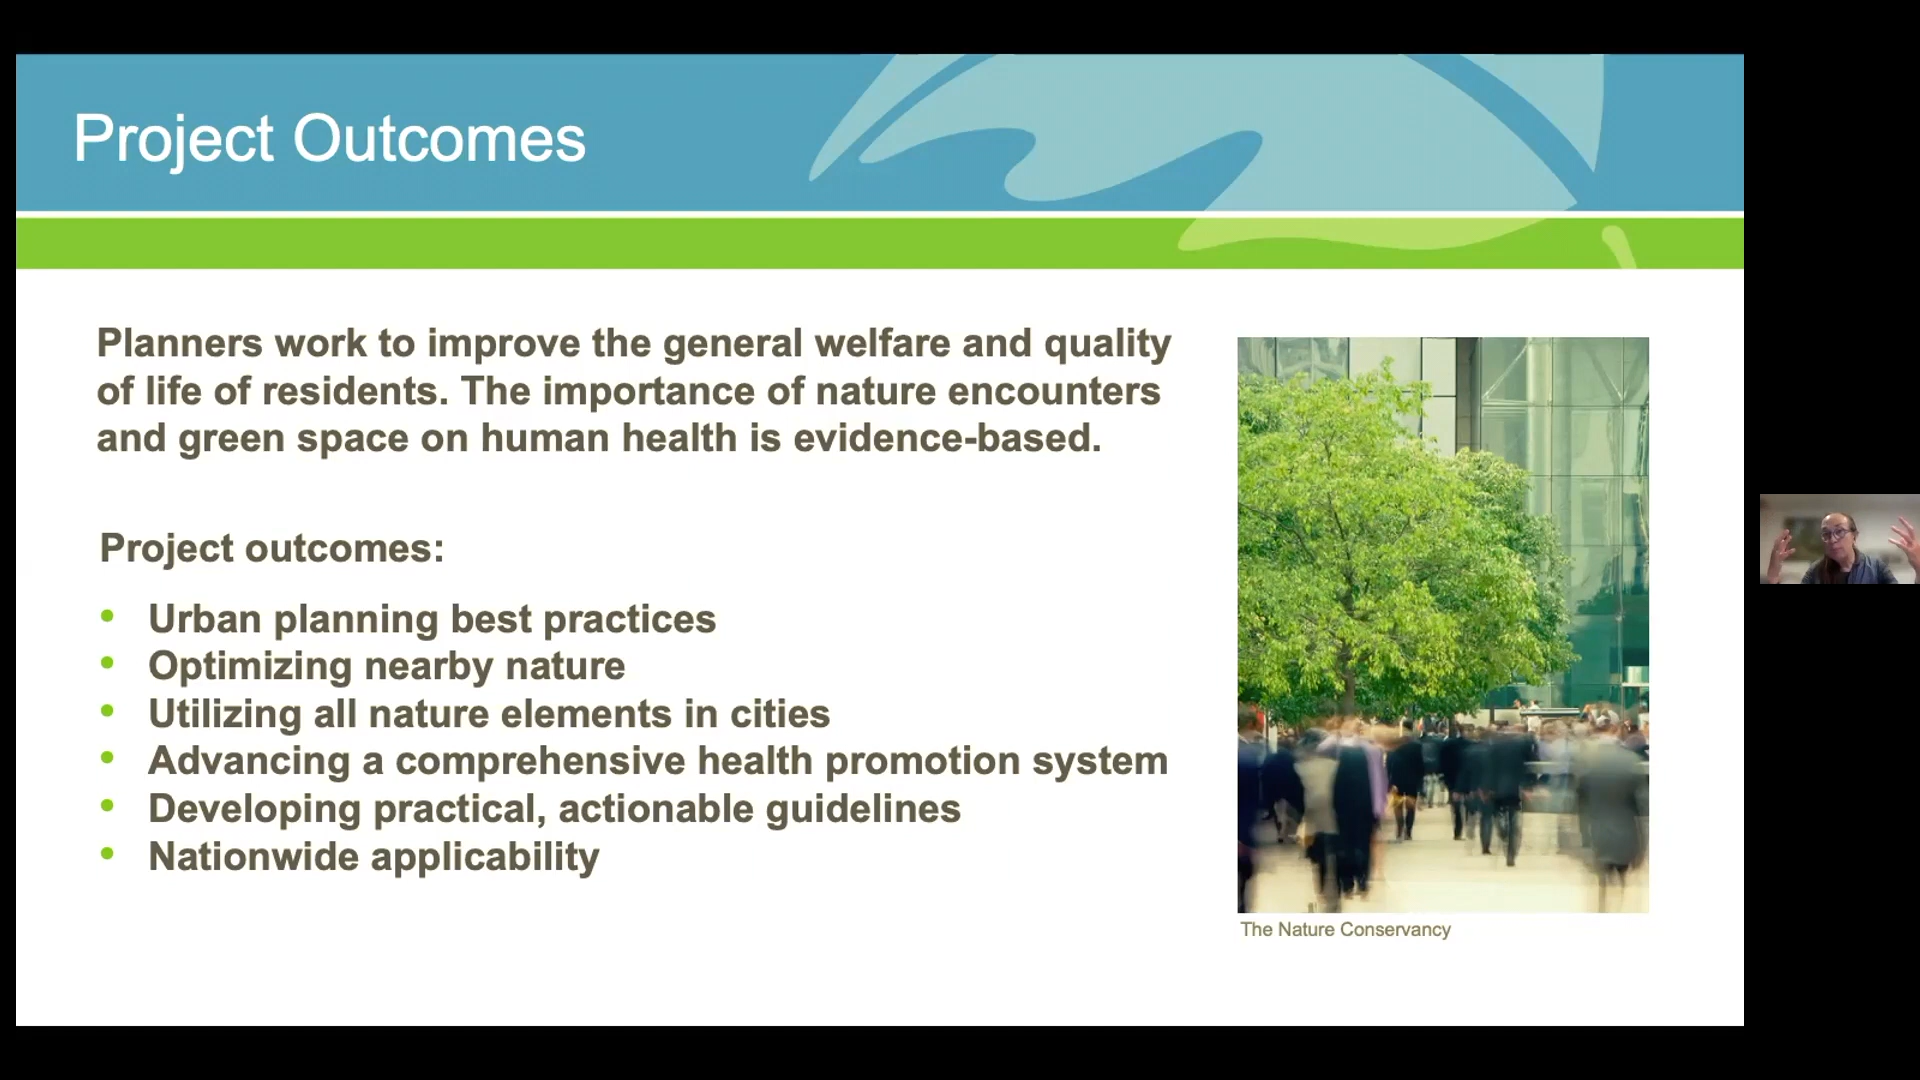 Project Outcomes
Planners work to improve the general welfare and quality
of life of residents. The importance of nature encounters
and green space on human health is evidence-based.
Project outcomes:
• Urban planning best practices
• Optimizing nearby nature
• Utilizing all nature elements in cities
• Advancing a comprehensive health promotion system
• Developing practical, actionable guidelines
• Nationwide applicability
The Nature Conservancy